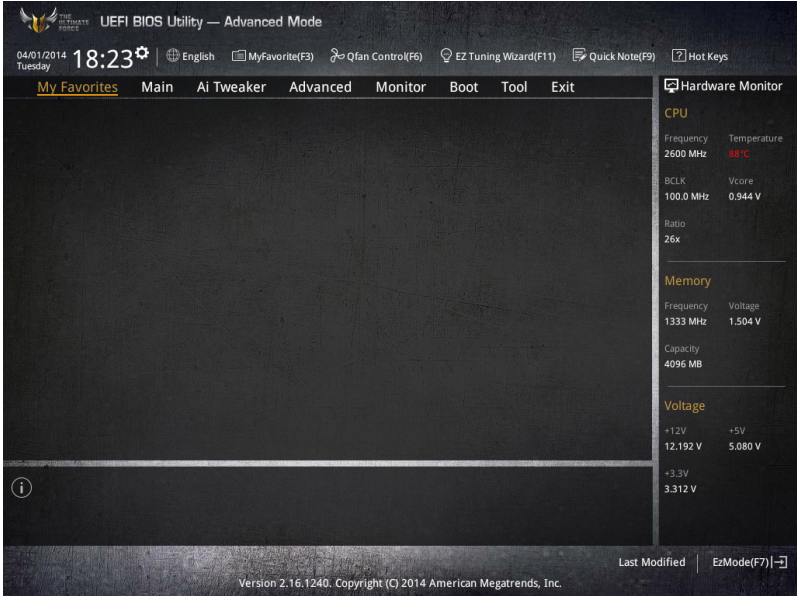 THE
ULTIMATE
FORCE
UEFI BIOS Utility — Advanced Mode
04/01/2014
Tuesday
18:23
English
MyFavorite(F3)
Qfan Control(F6)
EZ Tuning Wizard(F11)
Quick Note(F9)
? Hot Keys
My Favorites Main Ai Tweaker Advanced Monitor Boot Tool Exit
Hardware Monitor
CPU
Frequency Temperature
2600 MHz 88°C
BCLK Vcore
100.0 MHz 0.944 V
Ratio
26x
Memory
Frequency Voltage
1333 MHz 1.504 V
Capacity
4096 MB
Voltage
+12V +5V
12.192 V 5.080 V
+3.3V
3.312 V
i
Last Modified
EzMode(F7)
Version 2.16.1240. Copyright (C) 2014 American Megatrends, Inc.